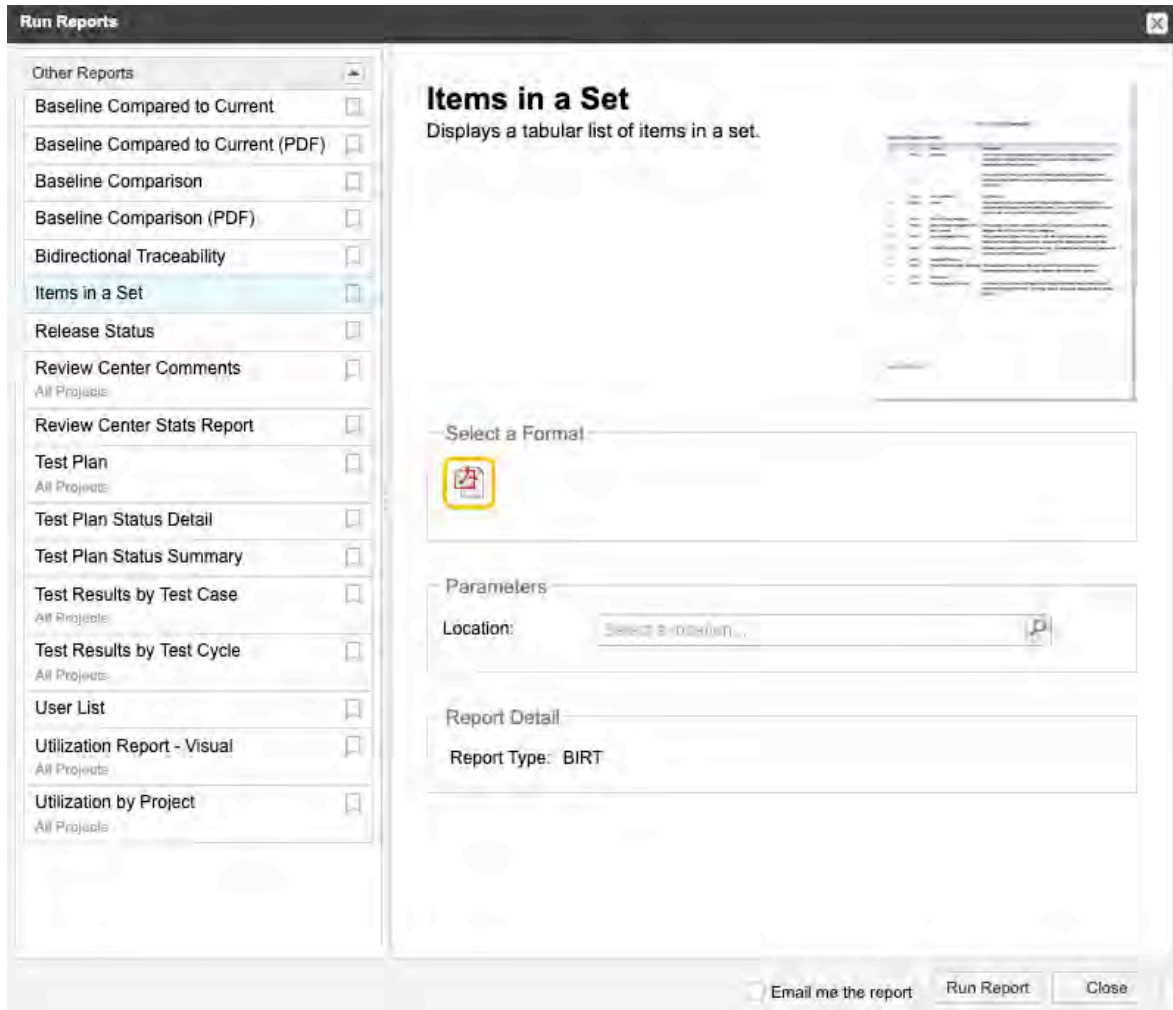 Run Reports
Other Reports
Baseline Compared to Current
Baseline Compared to Current (PDF)
Baseline Comparison
Baseline Comparison (PDF)
Bidirectional Traceability
Items in a Set
Release Status
Review Center Comments
All Projects
Review Center Stats Report
Test Plan
All Projects
Test Plan Status Detail
Test Plan Status Summary
Test Results by Test Case
All Projects
Test Results by Test Cycle
All Projects
User List
Utilization Report - Visual
All Projects
Utilization by Project
All Projects
Items in a Set
Displays a tabular list of items in a set.
Select a Format
Parameters
Location:
Select a location...
Report Detail
Report Type: BIRT
Email me the report
Run Report
Close